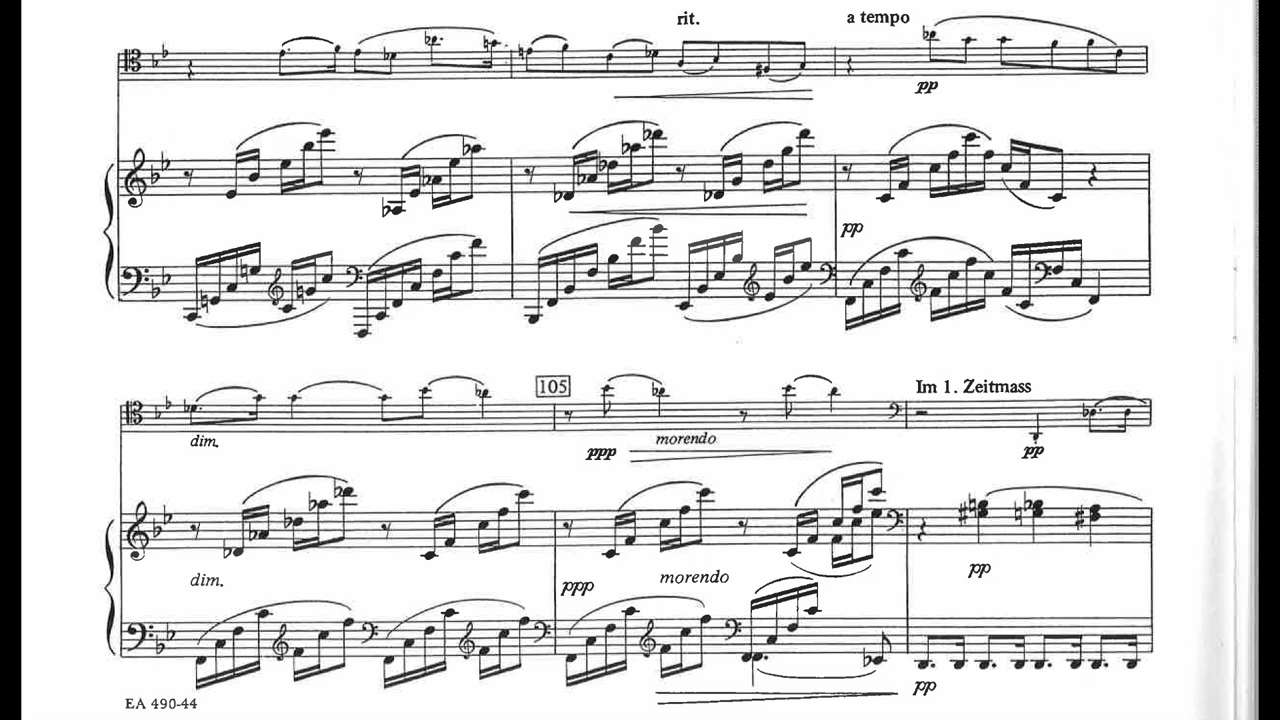 rit. a tempo
pp
pp
105 Im 1. Zeitmass
dim. ppp morendo pp
dim. ppp morendo pp
pp
EA 490-44